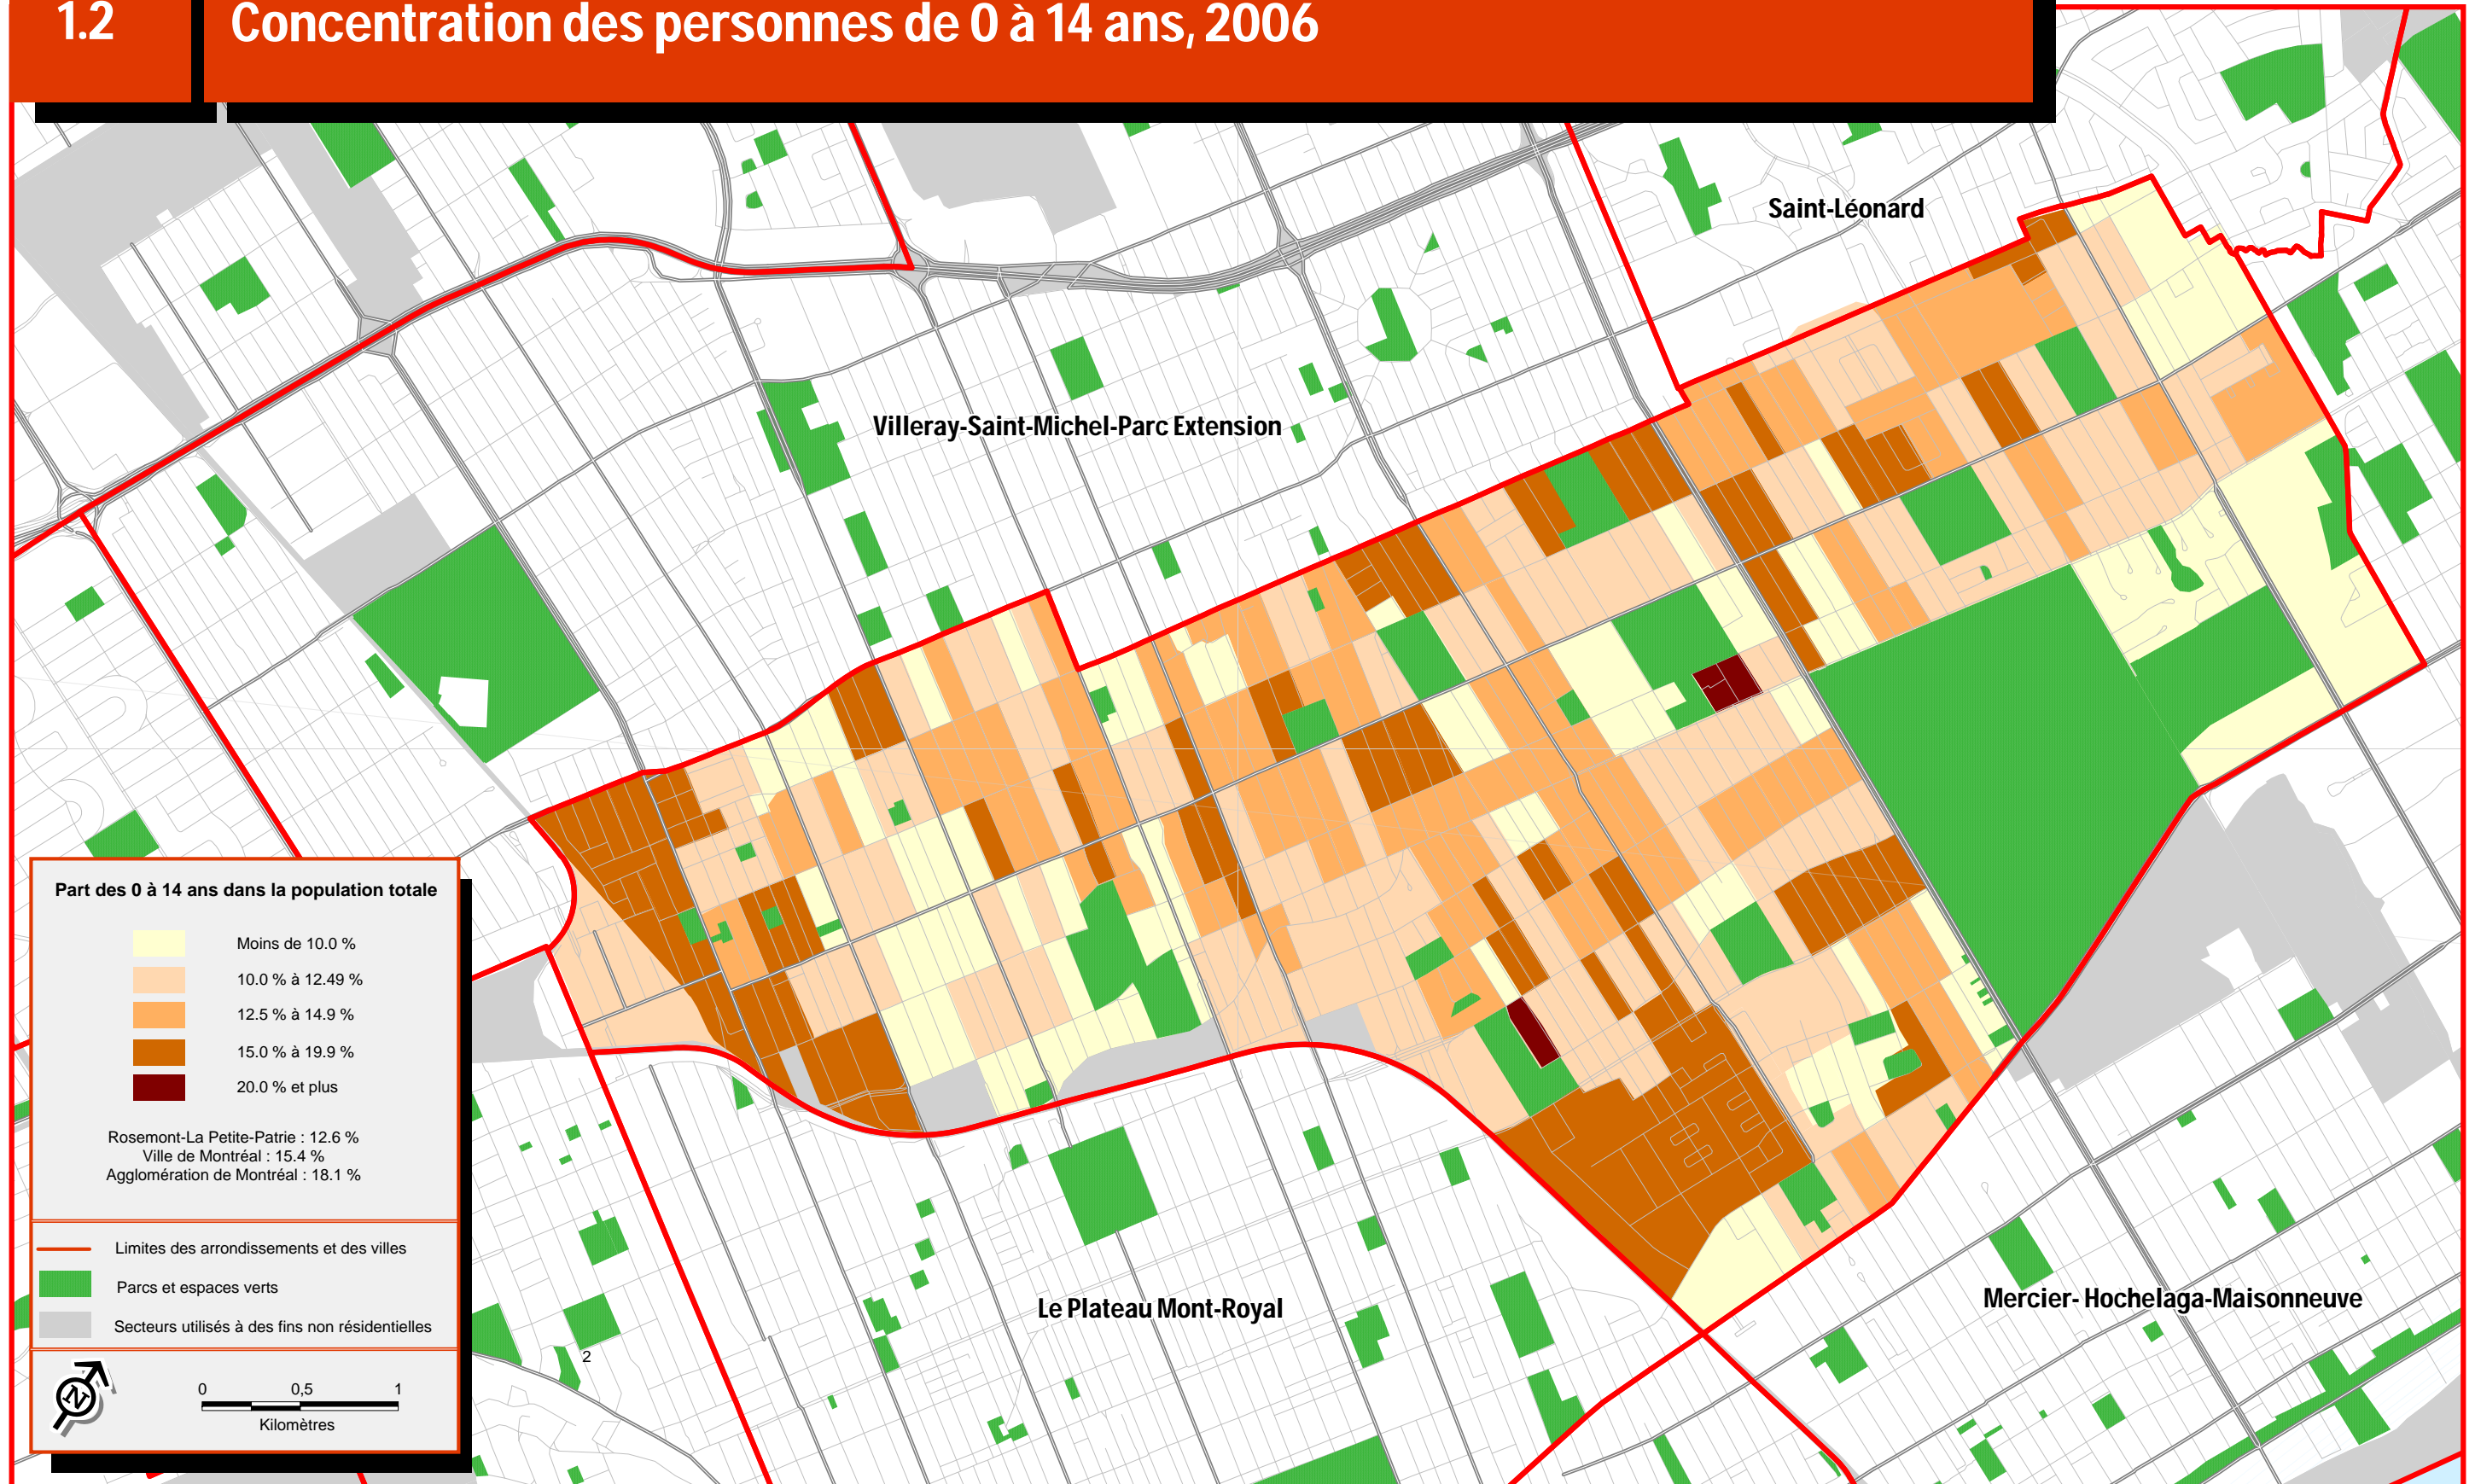 1.2
Concentration des personnes de 0 à 14 ans, 2006
Saint-Léonard
Villeray-Saint-Michel-Parc Extension
Part des 0 à 14 ans dans la population totale
Moins de 10.0 %
10.0 % à 12.49 %
12.5 % à 14.9 %
15.0 % à 19.9 %
20.0 % et plus
Rosemont-La Petite-Patrie : 12.6 %
Ville de Montréal : 15.4 %
Agglomération de Montréal : 18.1 %
Limites des arrondissements et des villes
Parcs et espaces verts
Secteurs utilisés à des fins non résidentielles
N
0 0,5 1
Kilomètres
2
Le Plateau Mont-Royal
Mercier- Hochelaga-Maisonneuve